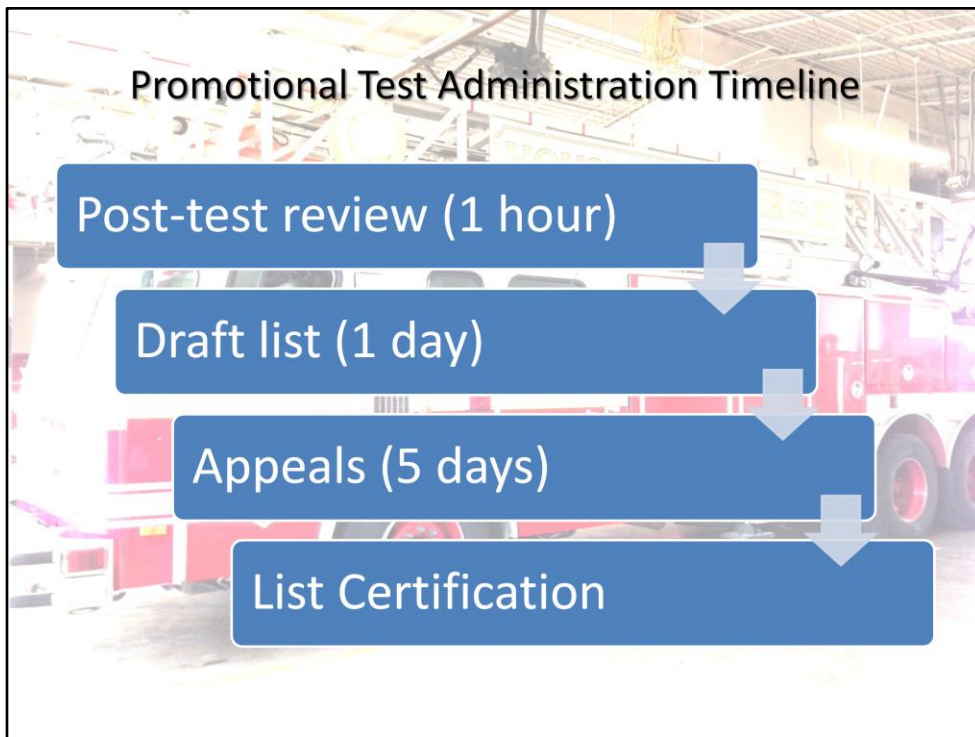 Promotional Test Administration Timeline
Post-test review (1 hour)
Draft list (1 day)
Appeals (5 days)
List Certification